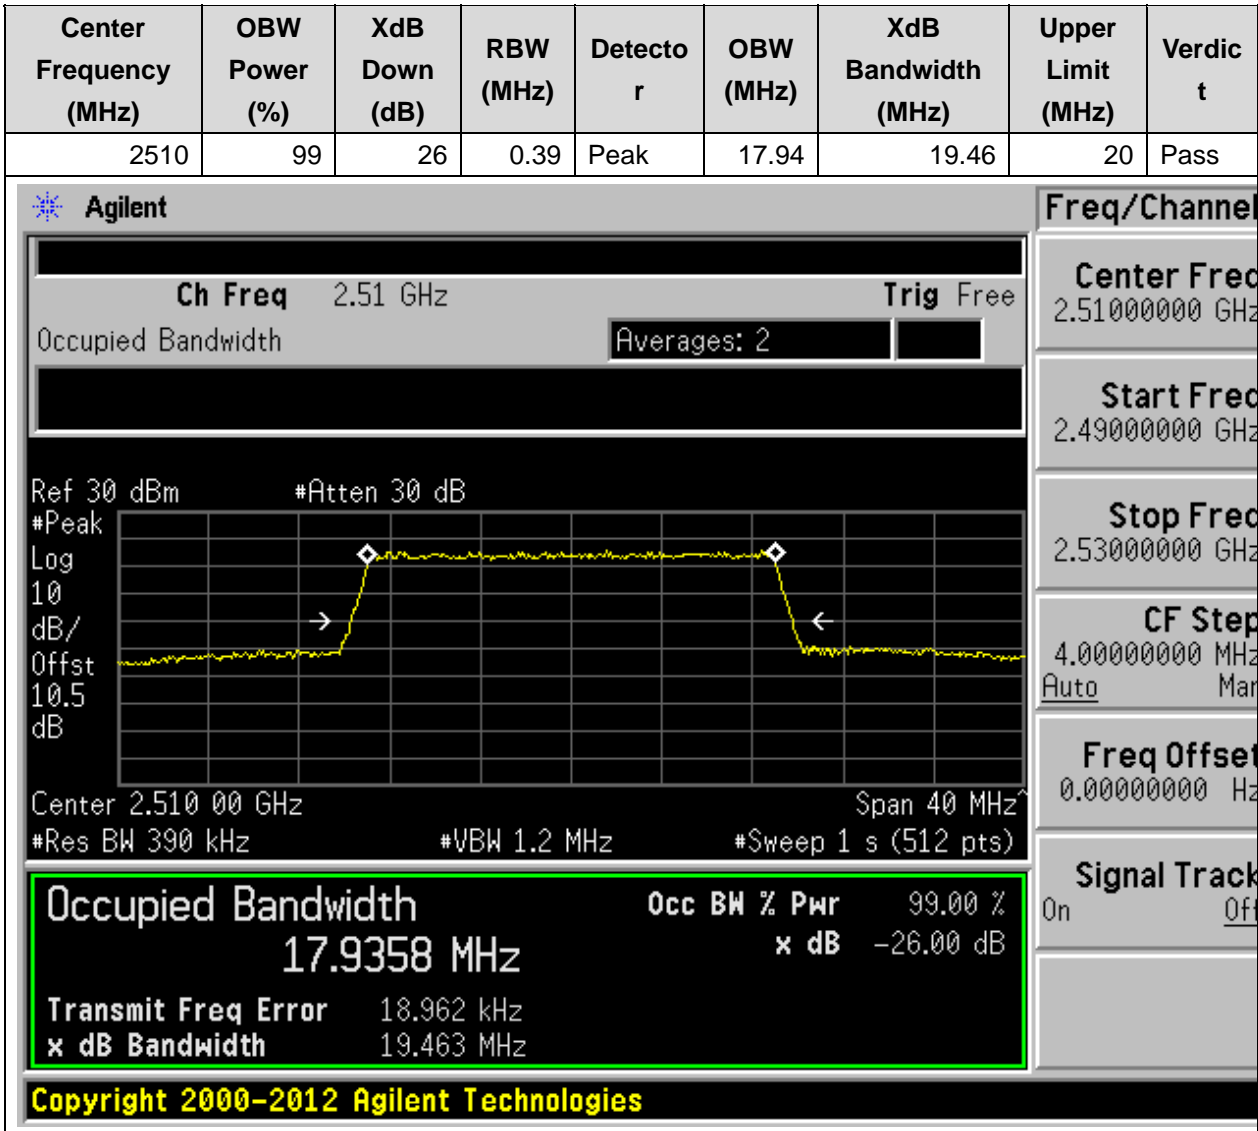 Center Frequency (MHz) OBW Power (%) XdB Down (dB) RBW (MHz) Detector OBW (MHz) XdB Bandwidth (MHz) Upper Limit (MHz) Verdict
2510 99 26 0.39 Peak 17.94 19.46 20 Pass
Agilent
Freq/Channel
Ch Freq 2.51 GHz Trig Free
Occupied Bandwidth Averages: 2
Center Freq
2.51000000 GHz
Start Freq
2.49000000 GHz
Stop Freq
2.53000000 GHz
CF Step
4.00000000 MHz
Auto Man
Freq Offset
0.00000000 Hz
Signal Track
On Off
Ref 30 dBm #Atten 30 dB
#Peak
Log
10
dB/
Offst
10.5
dB
Center 2.510 00 GHz Span 40 MHz^
#Res BW 390 kHz #VBW 1.2 MHz #Sweep 1 s (512 pts)
Occupied Bandwidth Occ BW % Pwr 99.00 %
17.9358 MHz x dB -26.00 dB
Transmit Freq Error 18.962 kHz
x dB Bandwidth 19.463 MHz
Copyright 2000-2012 Agilent Technologies